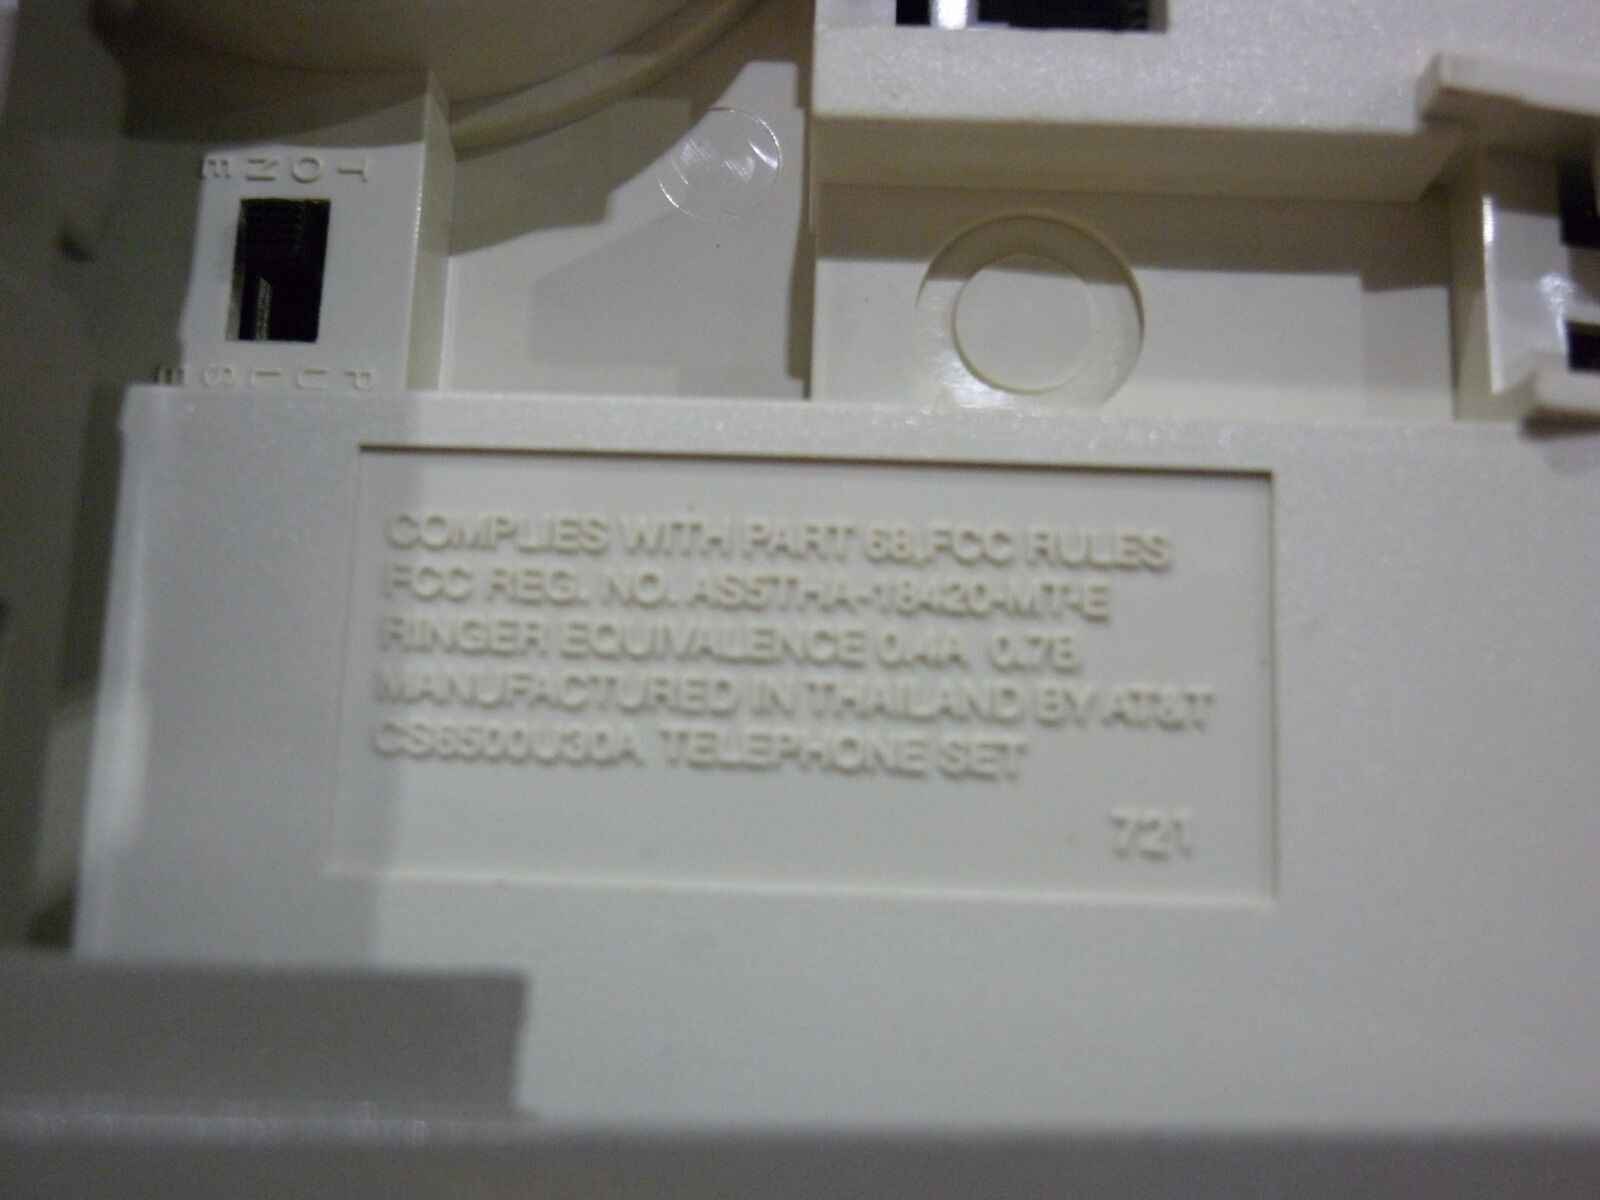 TONE
PULSE
COMPLIES WITH PART 68,FCC RULES
FCC REG. NO. AS5THA-18420-MT-E
RINGER EQUIVALENCE 0.4A 0.7B
MANUFACTURED IN THAILAND BY AT&T
CS6500U30A TELEPHONE SET
721